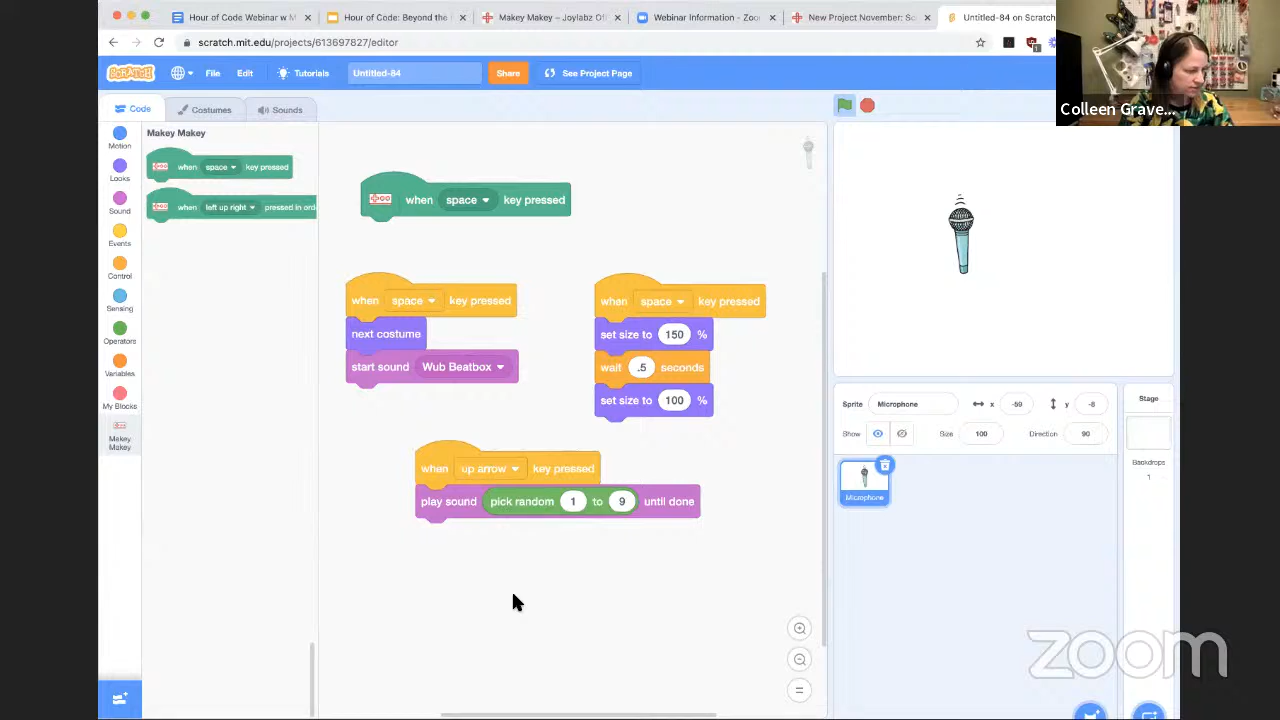 Hour of Code Webinar w M
Hour of Code: Beyond the
Makey Makey – Joylabz Of
Webinar Information - Zoo
New Project November: Sc
Untitled-84 on Scratch
scratch.mit.edu/projects/613697827/editor
SCRATCH
File
Edit
Tutorials
Untitled-84
Share
See Project Page
Colleen Grave...
Code
Costumes
Sounds
Motion
Looks
Sound
Events
Control
Sensing
Operators
Variables
My Blocks
Makey
Makey
Makey Makey
when space key pressed
when left up right pressed in orde
when space key pressed
when space key pressed
next costume
start sound Wub Beatbox
when space key pressed
set size to 150 %
wait .5 seconds
set size to 100 %
when up arrow key pressed
play sound pick random 1 to 9 until done
Sprite Microphone x -59 y -8
Show Size 100 Direction 90
Microphone
Stage
Backdrops
1
zoom